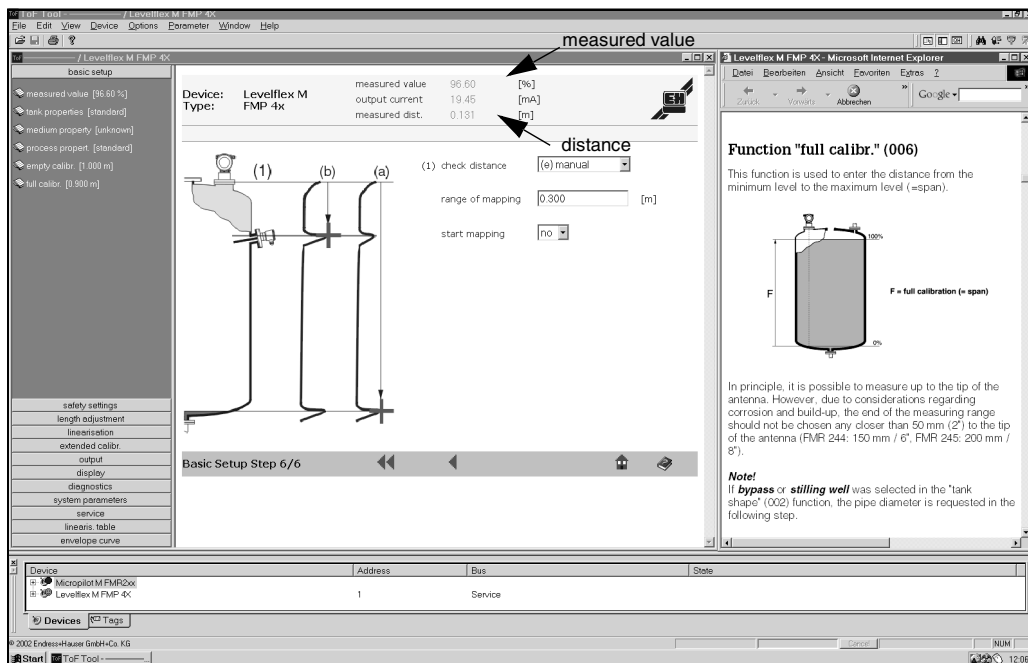 ToF Tool - ———— / Levelflex M FMP 4X
File Edit View Device Options Parameter Window Help
measured value
———— / Levelflex M FMP 4X
basic setup
measured value [96.60 %]
tank properties [standard]
medium property [unknown]
process propert. [standard]
empty calibr. [1.000 m]
full calibr. [0.900 m]
safety settings
length adjustment
linearisation
extended calibr.
output
display
diagnostics
system parameters
service
linearis. table
envelope curve
Device: Levelflex M
Type: FMP 4x
measured value 96.60 [%]
output current 19.45 [mA]
measured dist. 0.131 [m]
EH
distance
(1) (b) (a)
(1) check distance (e) manual
range of mapping 0.300 [m]
start mapping no
Basic Setup Step 6/6
Levelflex M FMP 4X - Microsoft Internet Explorer
Datei Bearbeiten Ansicht Favoriten Extras ?
Zurück Vorwärts Abbrechen » Google »
Function "full calibr." (006)
This function is used to enter the distance from the
minimum level to the maximum level (=span).
100%
F
F = full calibration (= span)
0%
In principle, it is possible to measure up to the tip of the
antenna. However, due to considerations regarding
corrosion and build-up, the end of the measuring range
should not be chosen any closer than 50 mm (2") to the tip
of the antenna (FMR 244: 150 mm / 6", FMR 245: 200 mm /
8").
Note!
If bypass or stilling well was selected in the "tank
shape" (002) function, the pipe diameter is requested in the
following step.
Device Address Bus State
Micropilot M FMR2xx
Levelflex M FMP 4X 1 Service
Devices Tags
© 2002 Endress+Hauser GmbH+Co. KG
Cancel
NUM
Start ToF Tool - ————...
12:06